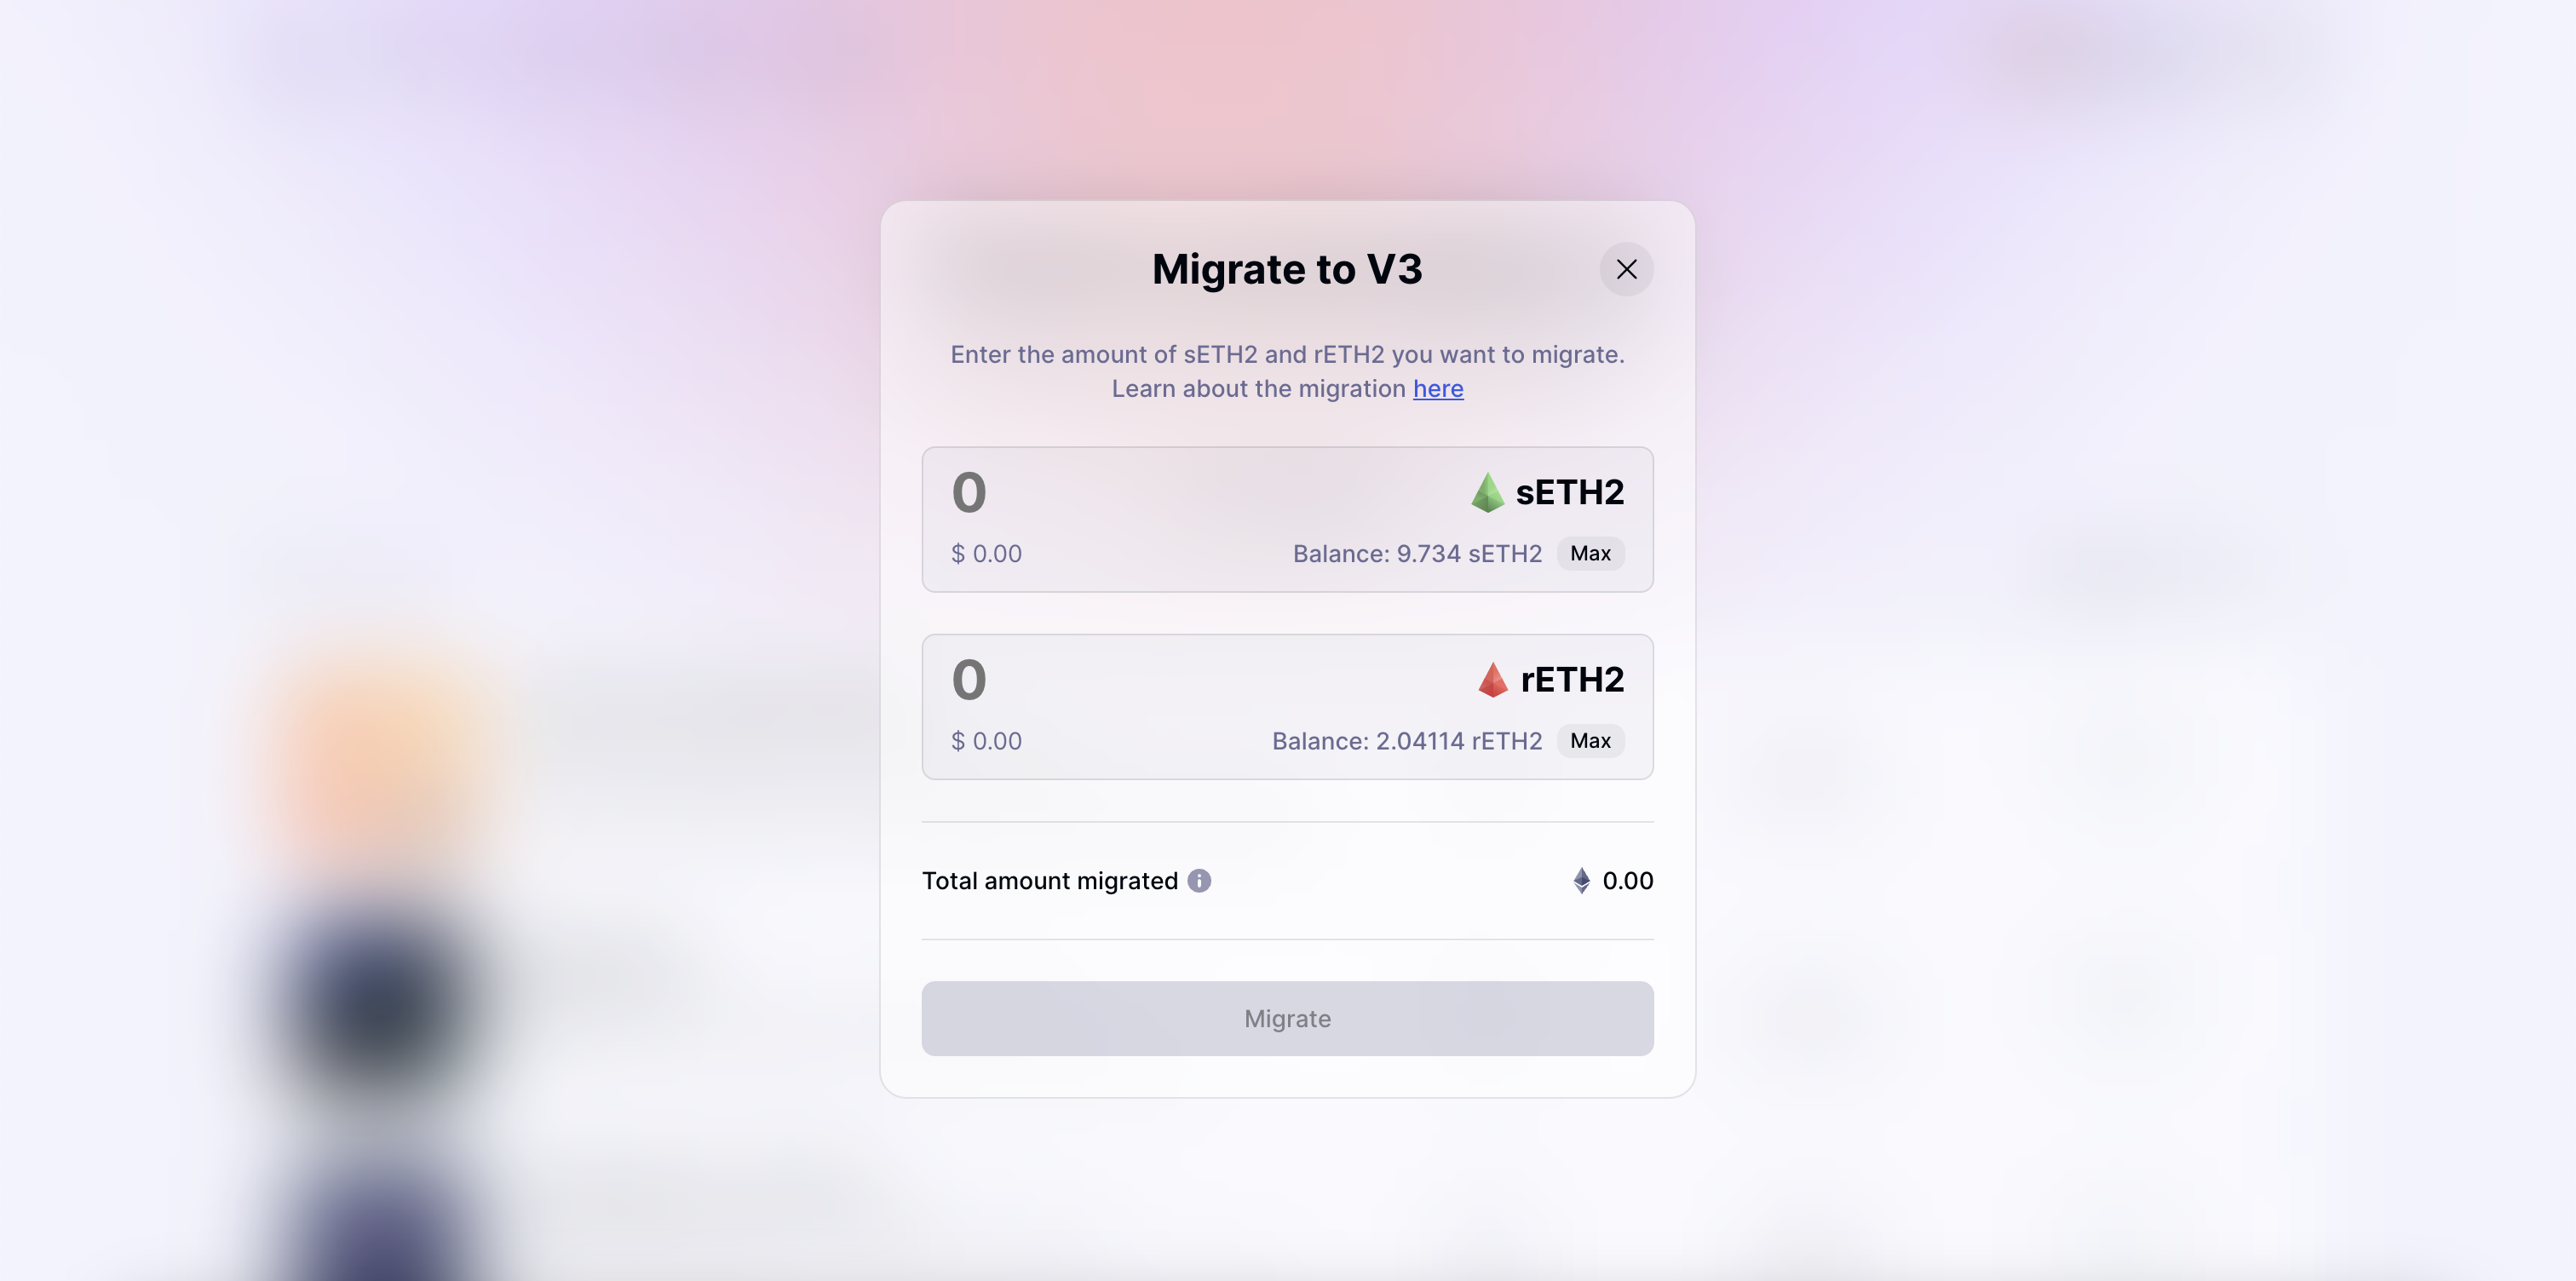 Migrate to V3
Enter the amount of sETH2 and rETH2 you want to migrate.
Learn about the migration here
0
sETH2
$ 0.00
Balance: 9.734 sETH2
Max
0
rETH2
$ 0.00
Balance: 2.04114 rETH2
Max
Total amount migrated
0.00
Migrate